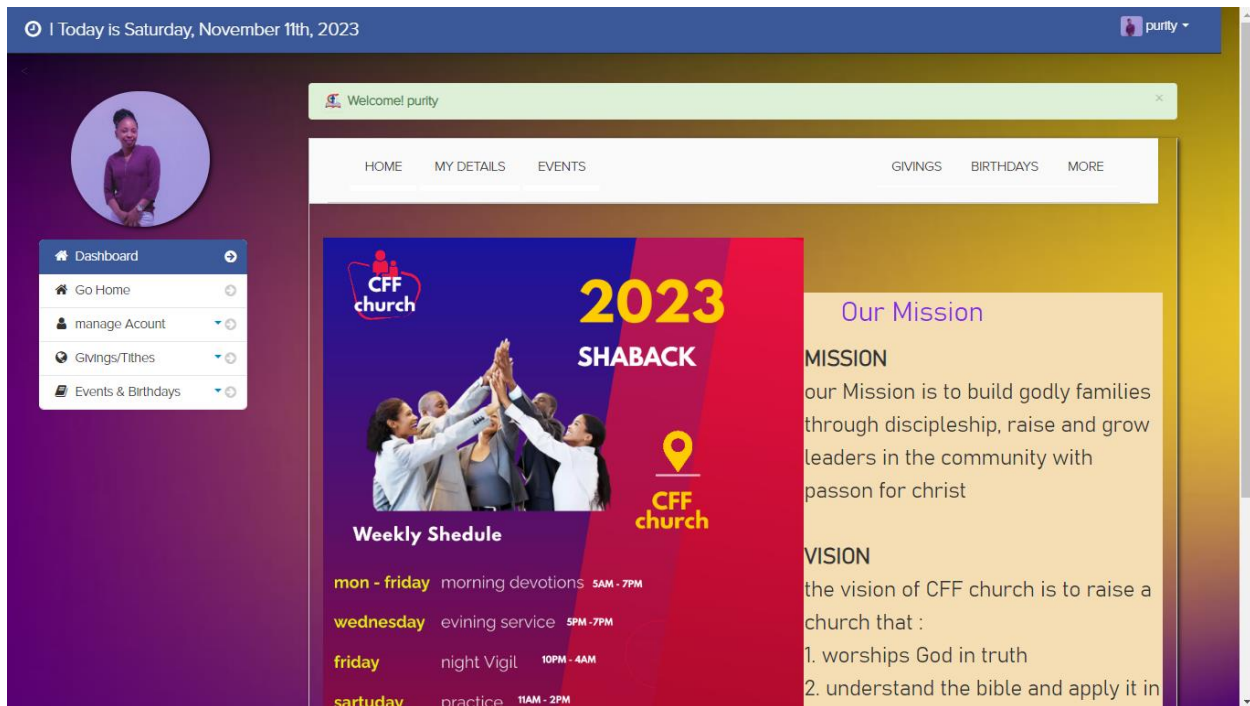 I Today is Saturday, November 11th, 2023
purity
Welcome! purity
HOME MY DETAILS EVENTS GIVINGS BIRTHDAYS MORE
Dashboard
Go Home
manage Acount
Givings/Tithes
Events & Birthdays
CFF
church
2023
SHABACK
CFF
church
Weekly Shedule
mon - friday morning devotions 5AM - 7PM
wednesday evining service 5PM -7PM
friday night Vigil 10PM - 4AM
sartuday practice 11AM - 2PM
Our Mission
MISSION
our Mission is to build godly families
through discipleship, raise and grow
leaders in the community with
passon for christ
VISION
the vision of CFF church is to raise a
church that :
1. worships God in truth
2. understand the bible and apply it in